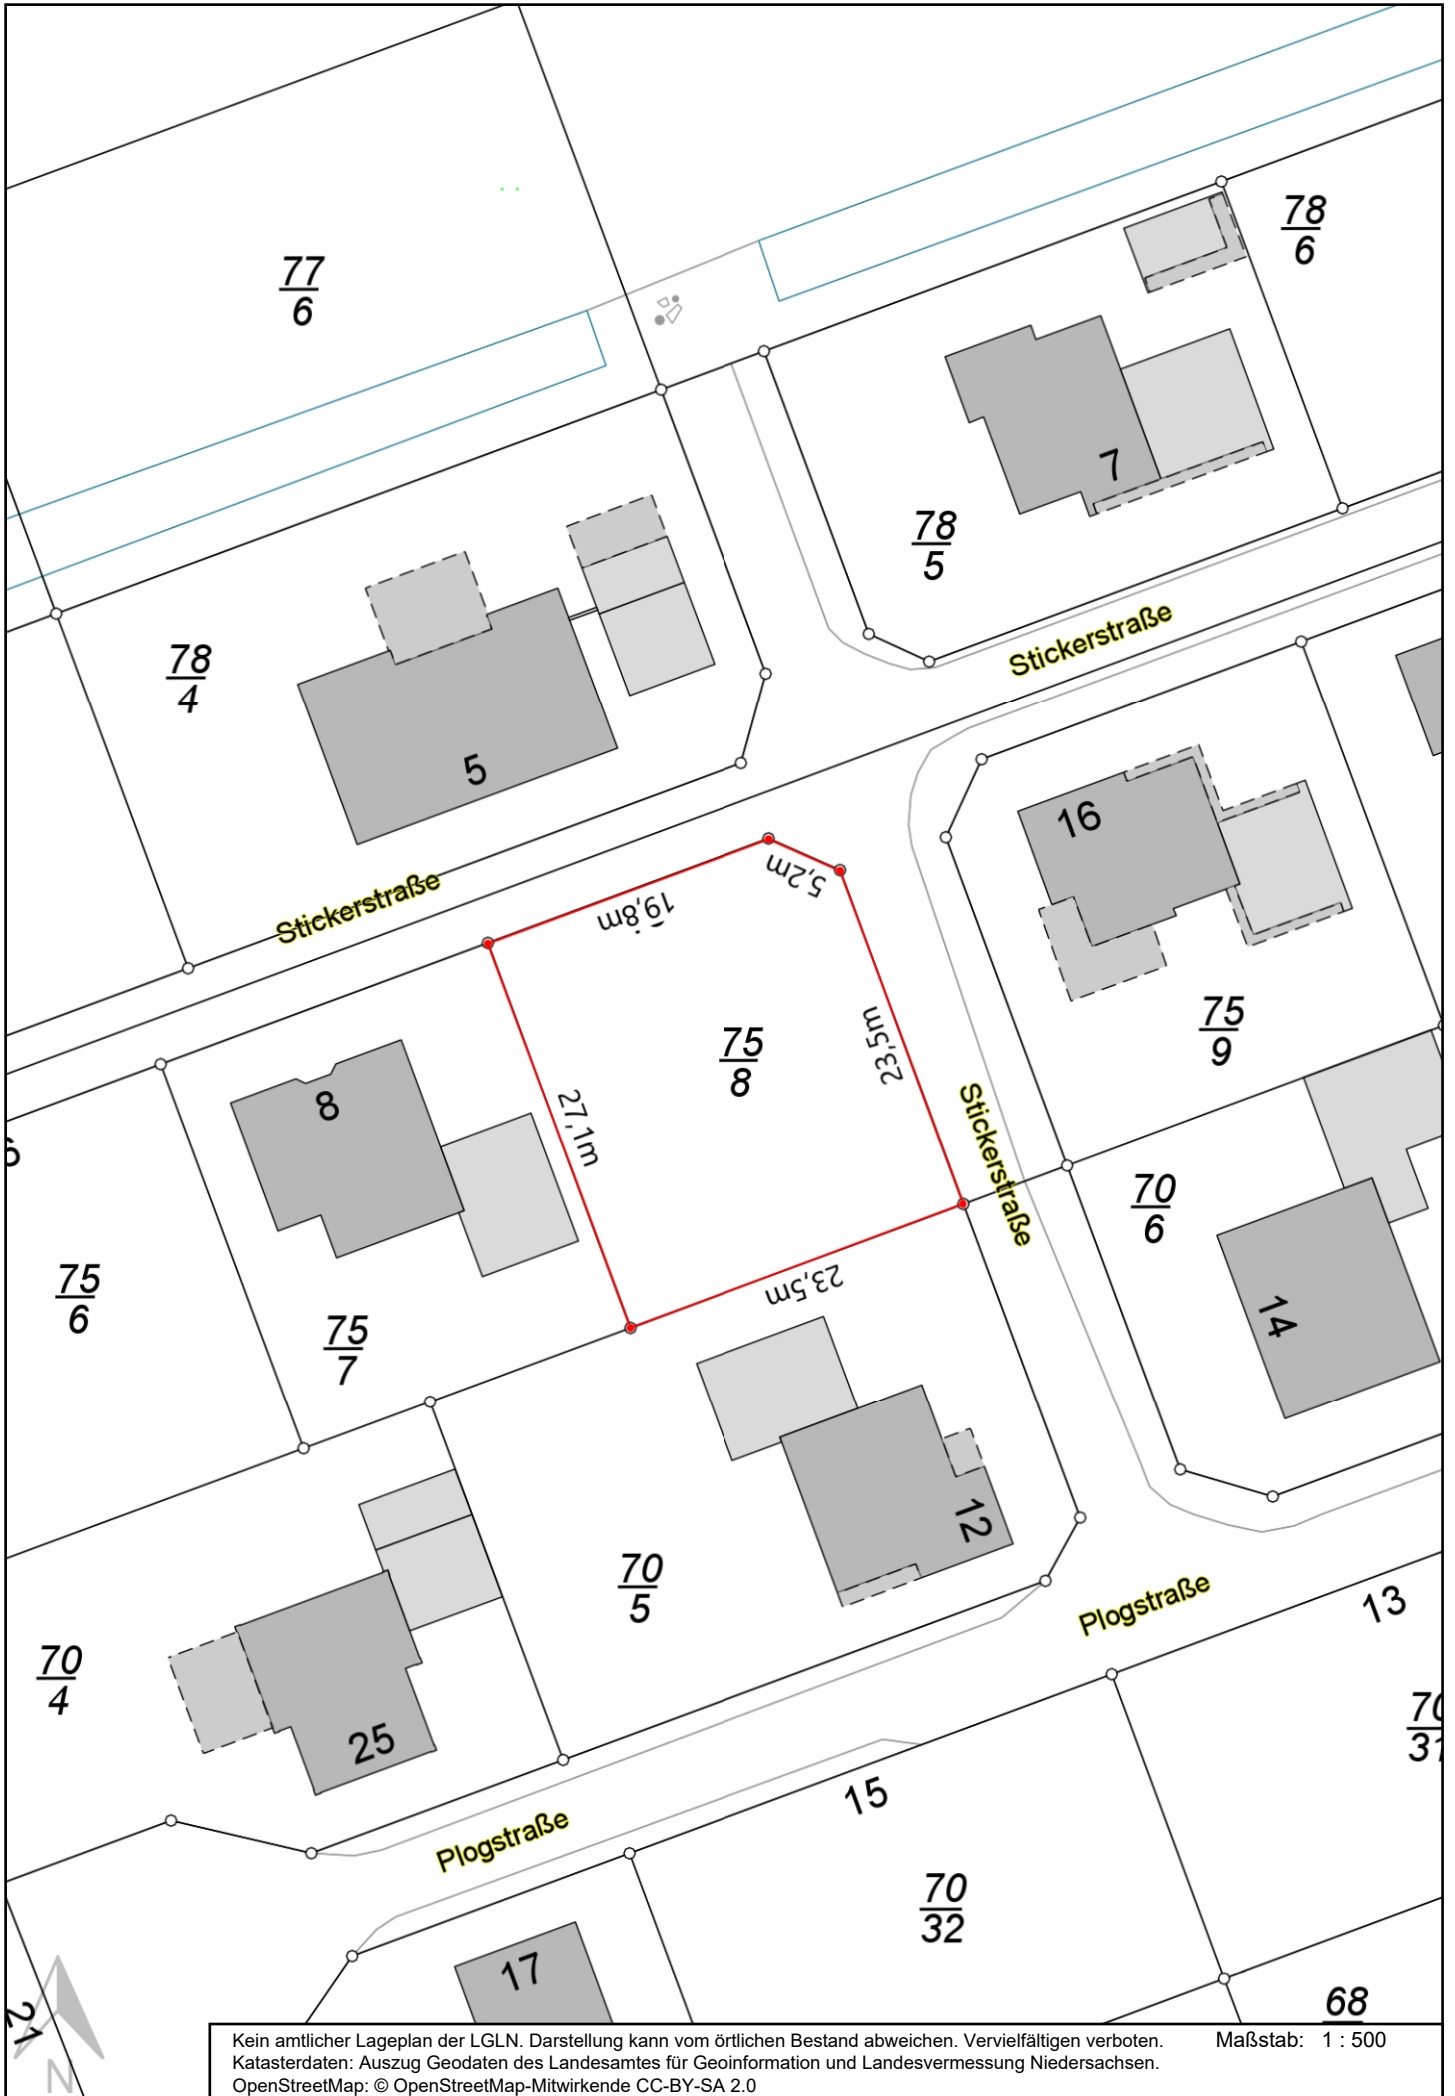 77
6
78
6
7
78
5
Stickerstraße
78
4
5
16
5,2m
19,8m
Stickerstraße
75
9
75
8
23,5m
8
27,1m
Stickerstraße
70
6
75
6
23,5m
75
7
14
12
70
5
Plogstraße
13
70
4
25
70
31
15
Plogstraße
70
32
17
21
68
N
Kein amtlicher Lageplan der LGLN. Darstellung kann vom örtlichen Bestand abweichen. Vervielfältigen verboten. Maßstab: 1 : 500
Katasterdaten: Auszug Geodaten des Landesamtes für Geoinformation und Landesvermessung Niedersachsen.
OpenStreetMap: © OpenStreetMap-Mitwirkende CC-BY-SA 2.0